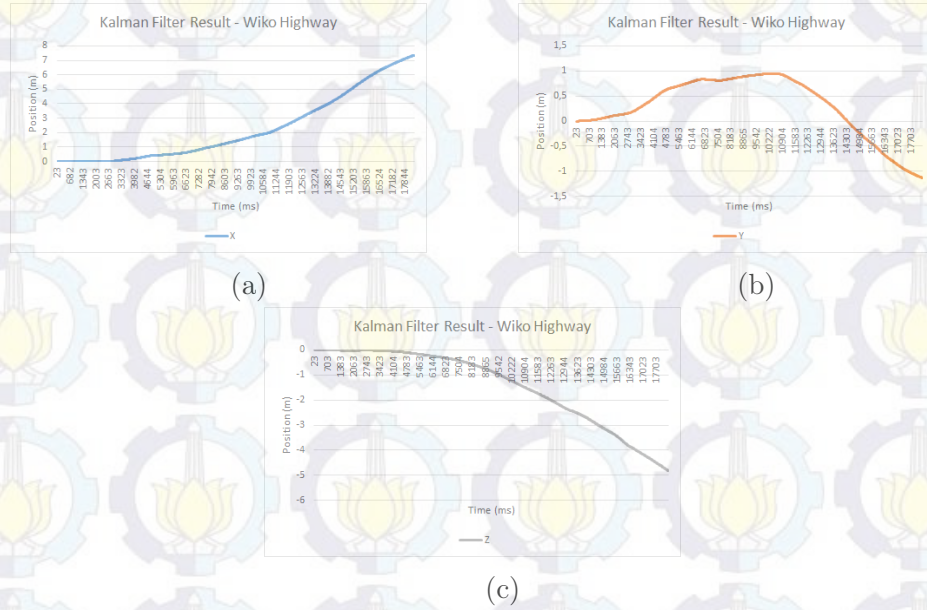 Kalman Filter Result - Wiko Highway
8
7
6
5
4
3
2
1
0
Position (m)
23 682 1343 2003 2663 3323 3982 4644 5304 5963 6623 7282 7942 8603 9263 9923 10584 11244 11903 12563 13224 13882 14543 15203 15863 16524 17182 17844
Time (ms)
X
(a)
Kalman Filter Result - Wiko Highway
1,5
1
0,5
0
-0,5
-1
-1,5
Position (m)
23 703 1383 2063 2743 3423 4104 4783 5463 6144 6823 7504 8183 8865 9542 10222 10904 11583 12263 12944 13623 14303 14984 15663 16343 17023 17703
Time (ms)
Y
(b)
Kalman Filter Result - Wiko Highway
0
-1
-2
-3
-4
-5
-6
Position (m)
23 703 1383 2063 2743 3423 4104 4783 5463 6144 6823 7504 8183 8865 9542 10222 10904 11583 12263 12944 13623 14303 14984 15663 16343 17023 17703
Time (ms)
Z
(c)